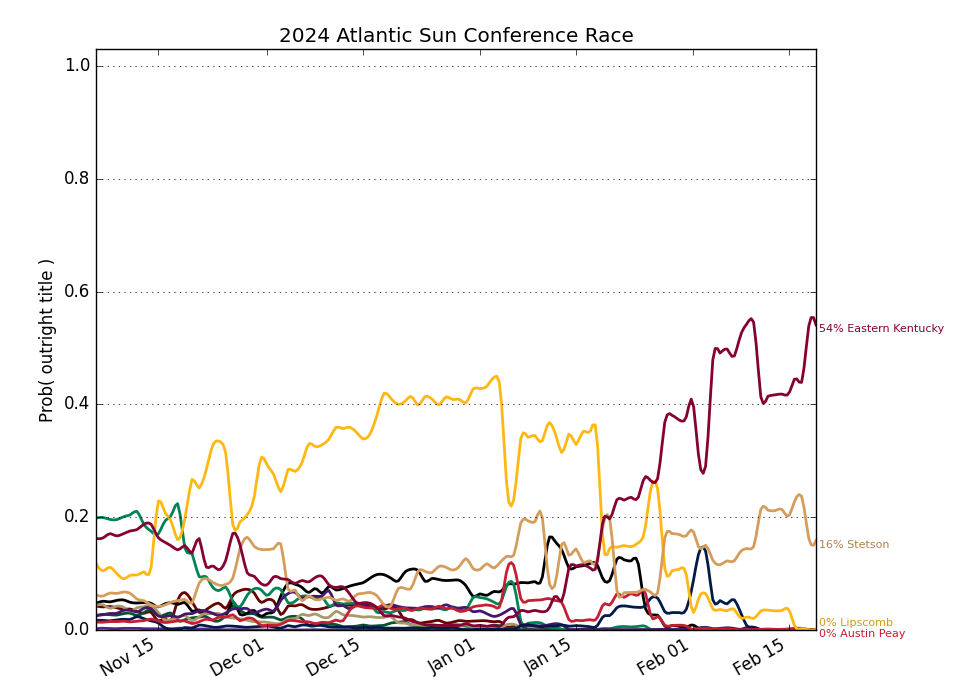 2024 Atlantic Sun Conference Race
Prob( outright title )
1.0
0.8
0.6
0.4
0.2
0.0
54% Eastern Kentucky
16% Stetson
0% Lipscomb
0% Austin Peay
Nov 15
Dec 01
Dec 15
Jan 01
Jan 15
Feb 01
Feb 15